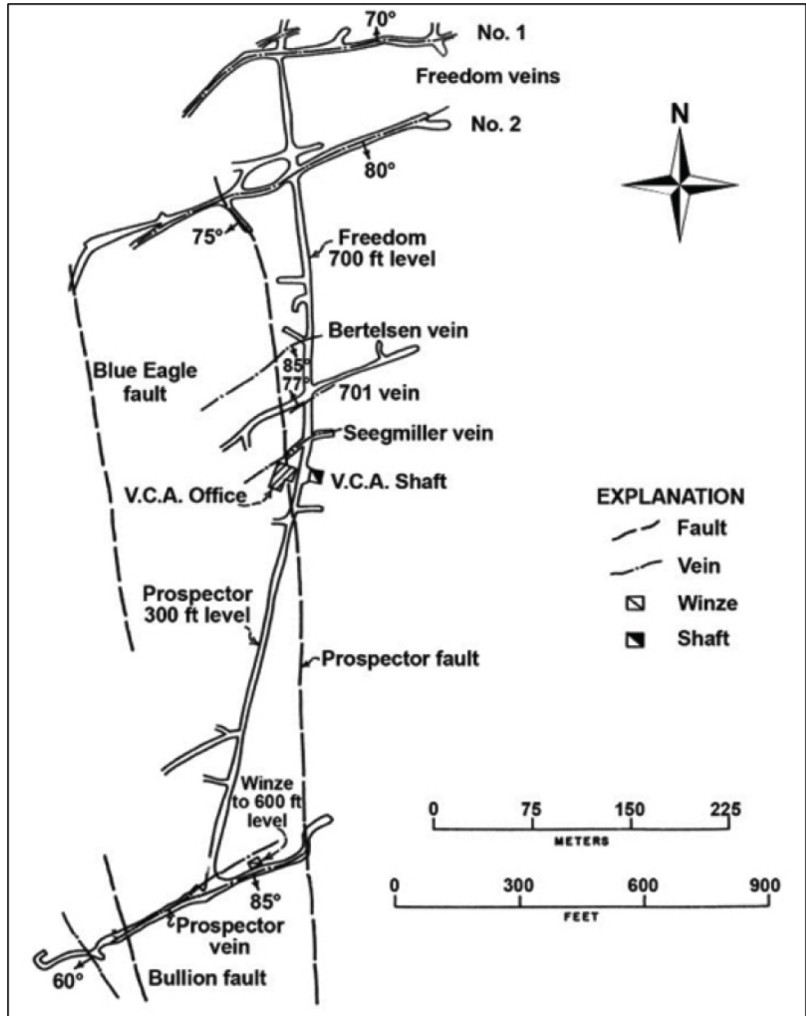 70°
No. 1
Freedom veins
No. 2
N
80°
75°
Freedom
700 ft level
Bertelsen vein
85°
Blue Eagle
fault
77°
701 vein
Seegmiller vein
V.C.A. Office
V.C.A. Shaft
EXPLANATION
Fault
Vein
Winze
Shaft
Prospector
300 ft level
Prospector fault
Winze
to 600 ft
level
0 75 150 225
METERS
0 300 600 900
FEET
85°
Prospector
vein
60°
Bullion fault